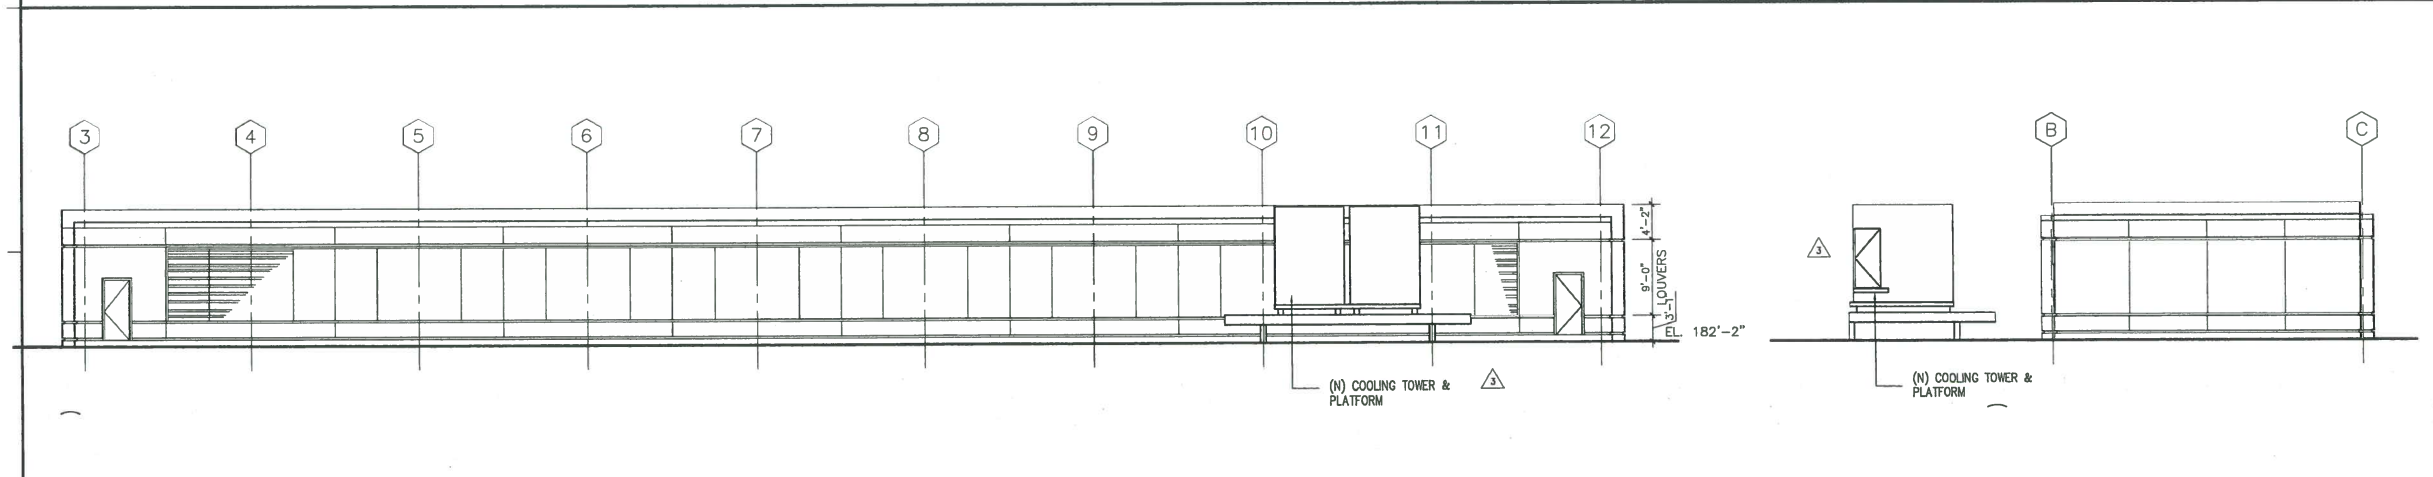 3 4 5 6 7 8 9 10 11 12 B C
4'-2"
9'-0"
LOUVERS
3'-1"
EL. 182'-2"
(N) COOLING TOWER & 3
PLATFORM
3
(N) COOLING TOWER &
PLATFORM